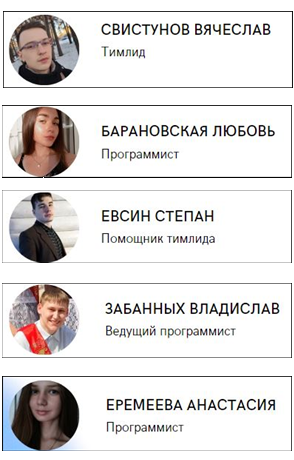 СВИСТУНОВ ВЯЧЕСЛАВ
Тимлид
БАРАНОВСКАЯ ЛЮБОВЬ
Программист
ЕВСИН СТЕПАН
Помощник тимлида
ЗАБАННЫХ ВЛАДИСЛАВ
Ведущий программист
ЕРЕМЕЕВА АНАСТАСИЯ
Программист